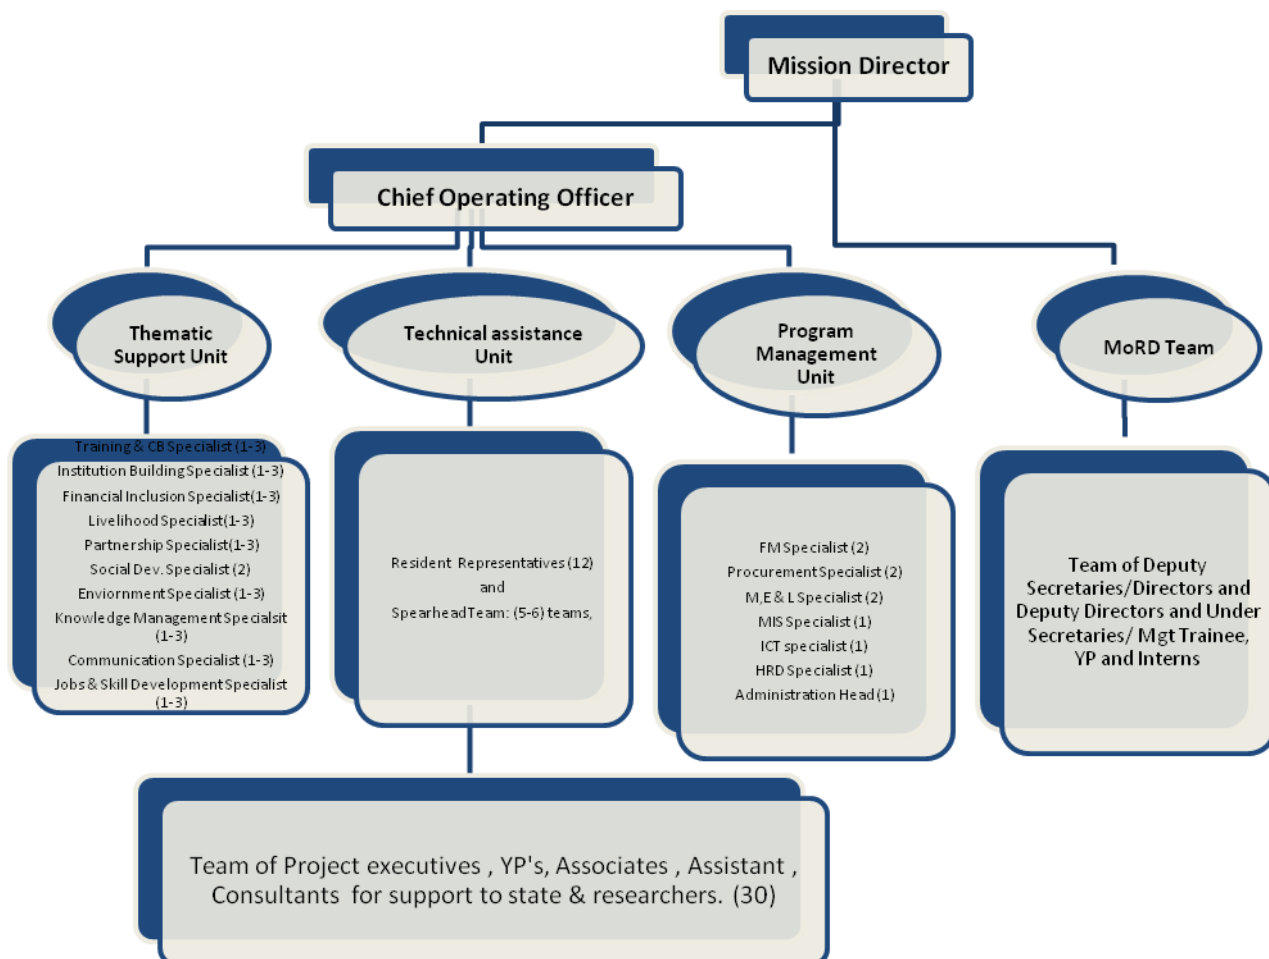 Mission Director
Chief Operating Officer
Thematic
Support Unit
Technical assistance
Unit
Program
Management
Unit
MoRD Team
Training & CB Specialist (1-3)
Institution Building Specialist (1-3)
Financial Inclusion Specialist(1-3)
Livelihood Specialist(1-3)
Partnership Specialist(1-3)
Social Dev. Specialist (2)
Enviornment Specialist (1-3)
Knowledge Management Specialsit
(1-3)
Communication Specialist (1-3)
Jobs & Skill Development Specialist
(1-3)
Resident Representatives (12)
and
Spearhead Team: (5-6) teams,
FM Specialist (2)
Procurement Specialist (2)
M,E & L Specialist (2)
MIS Specialist (1)
ICT specialist (1)
HRD Specialist (1)
Administration Head (1)
Team of Deputy
Secretaries/Directors and
Deputy Directors and Under
Secretaries/ Mgt Trainee,
YP and Interns
Team of Project executives , YP's, Associates , Assistant ,
Consultants for support to state & researchers. (30)